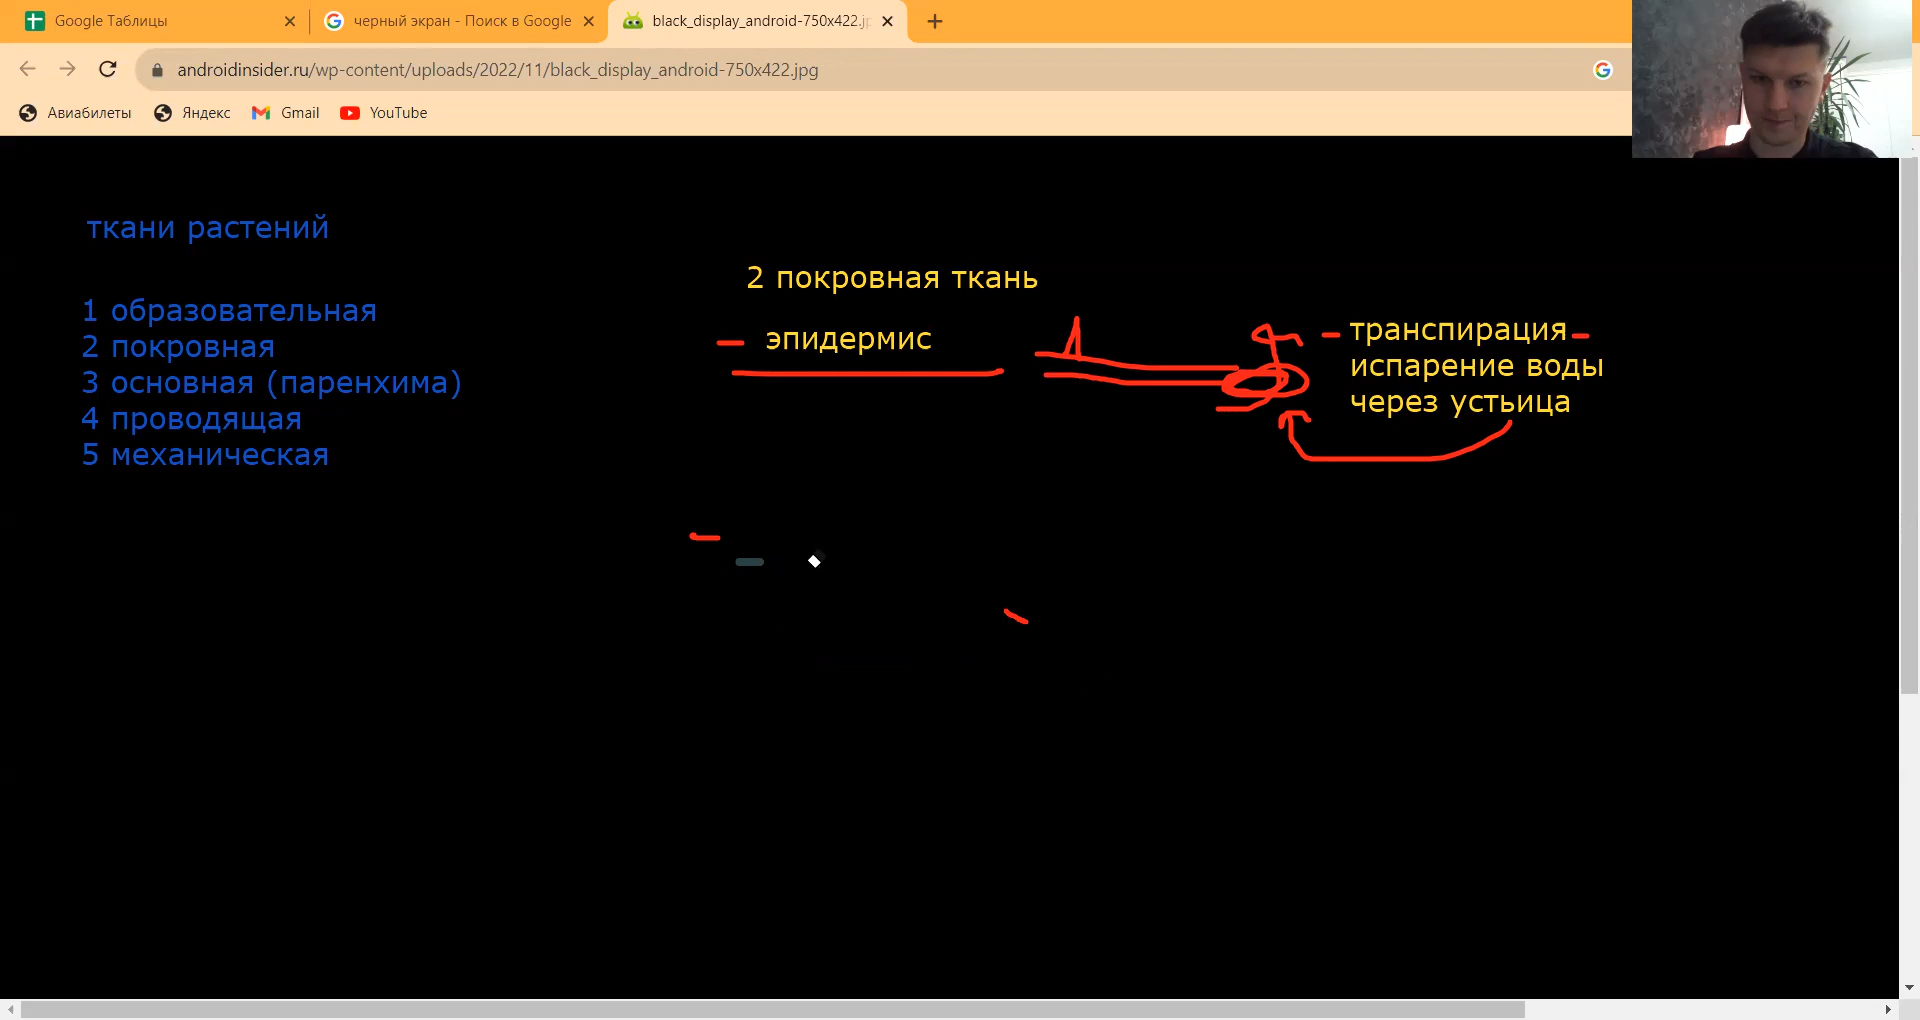 Google Таблицы
черный экран - Поиск в Google
black_display_android-750x422.j
androidinsider.ru/wp-content/uploads/2022/11/black_display_android-750x422.jpg
Авиабилеты
Яндекс
Gmail
YouTube
ткани растений
1 образовательная
2 покровная
3 основная (паренхима)
4 проводящая
5 механическая
2 покровная ткань
эпидермис
транспирация
испарение воды
через устьица